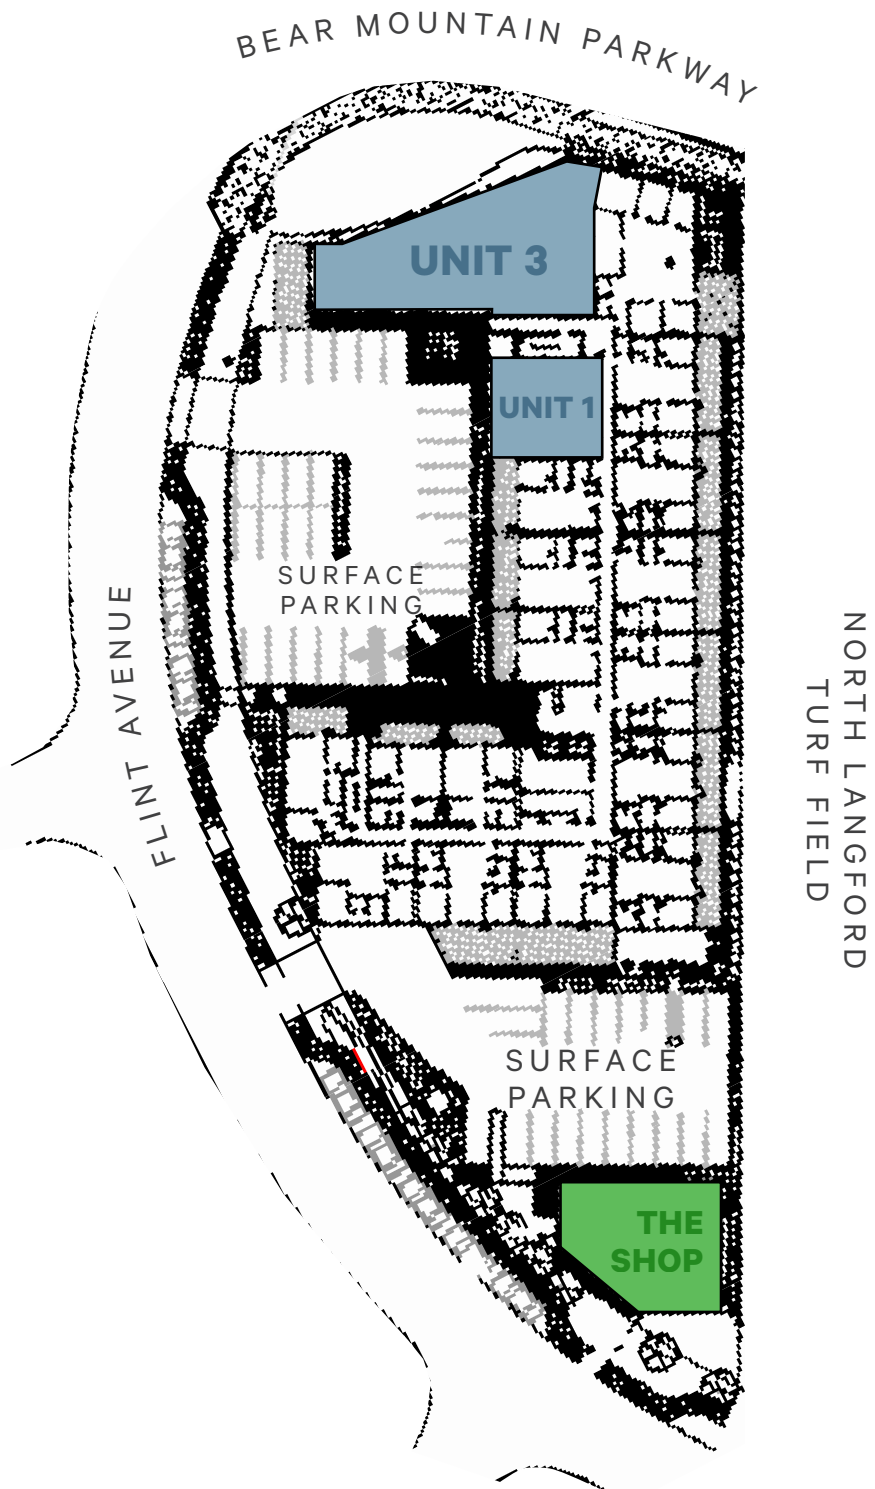 BEAR MOUNTAIN PARKWAY
UNIT 3
UNIT 1
SURFACE
PARKING
FLINT AVENUE
NORTH LANGFORD
TURF FIELD
SURFACE
PARKING
THE
SHOP